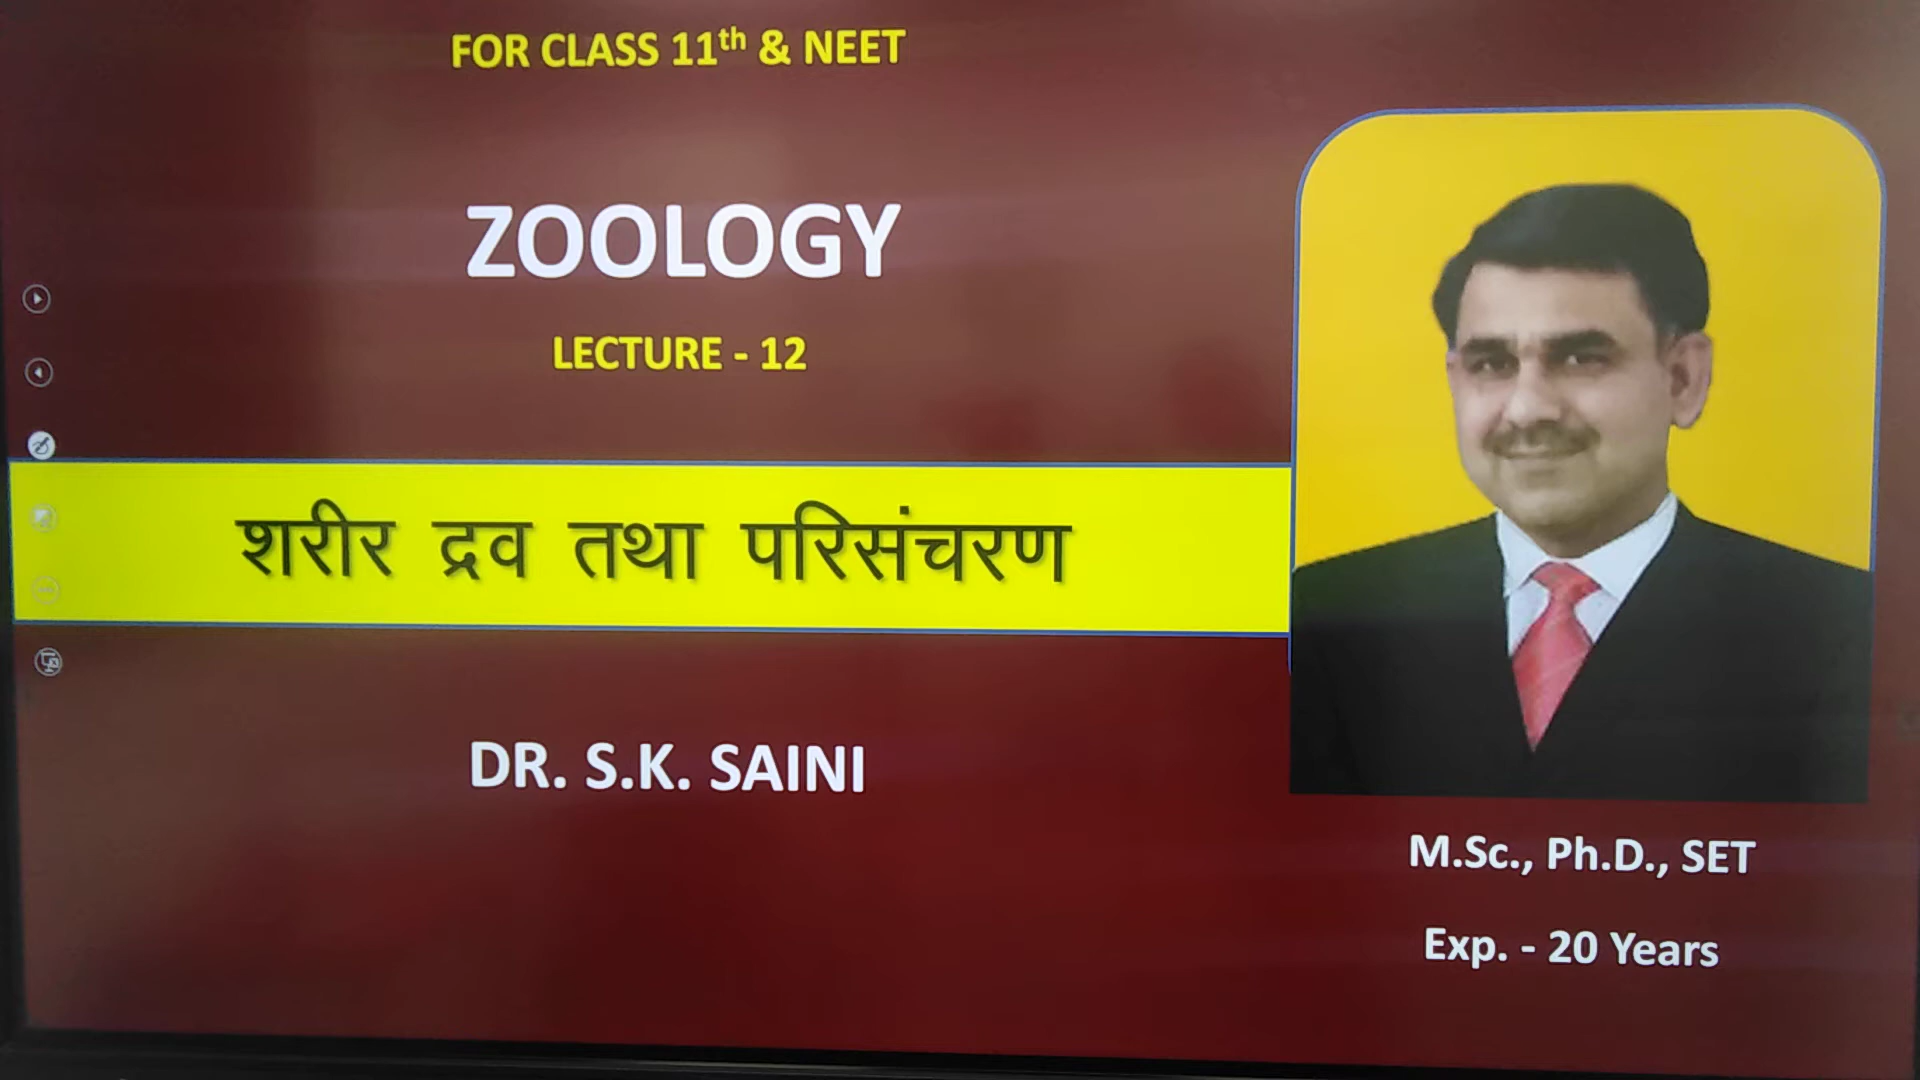 FOR CLASS 11th & NEET
ZOOLOGY
LECTURE - 12
शरीर द्रव तथा परिसंचरण
DR. S.K. SAINI
M.Sc., Ph.D., SET
Exp. - 20 Years